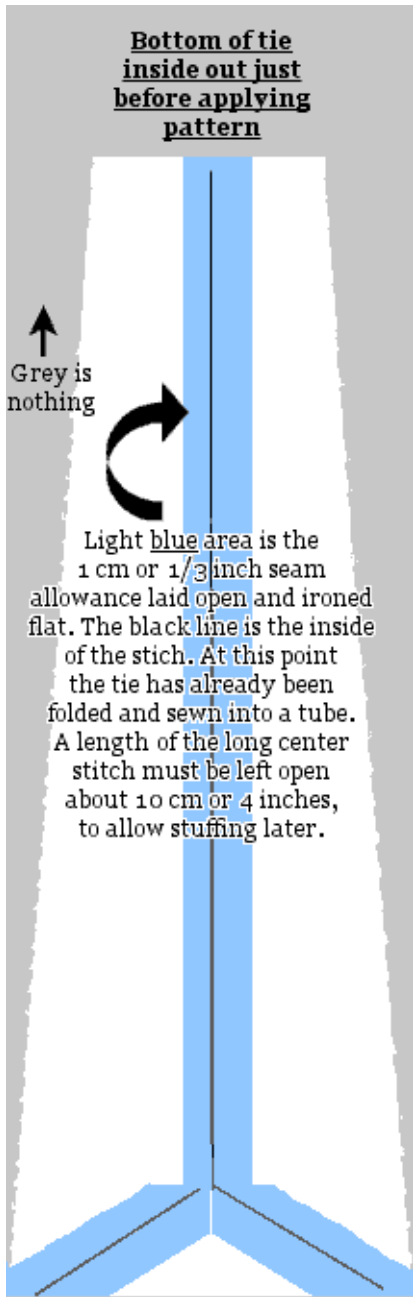 Bottom of tie
inside out just
before applying
pattern
Grey is
nothing
Light blue area is the
1 cm or 1/3 inch seam
allowance laid open and ironed
flat. The black line is the inside
of the stich. At this point
the tie has already been
folded and sewn into a tube.
A length of the long center
stitch must be left open
about 10 cm or 4 inches,
to allow stuffing later.